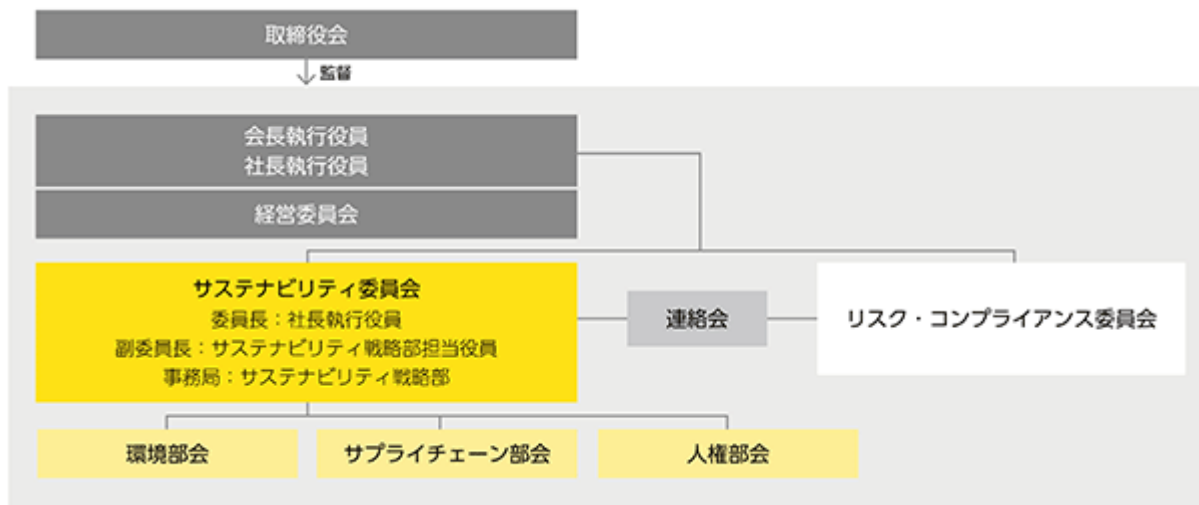 取締役会
監督
会長執行役員
社長執行役員
経営委員会
サステナビリティ委員会
委員長：社長執行役員
副委員長：サステナビリティ戦略部担当役員
事務局：サステナビリティ戦略部
連絡会
リスク・コンプライアンス委員会
環境部会
サプライチェーン部会
人権部会